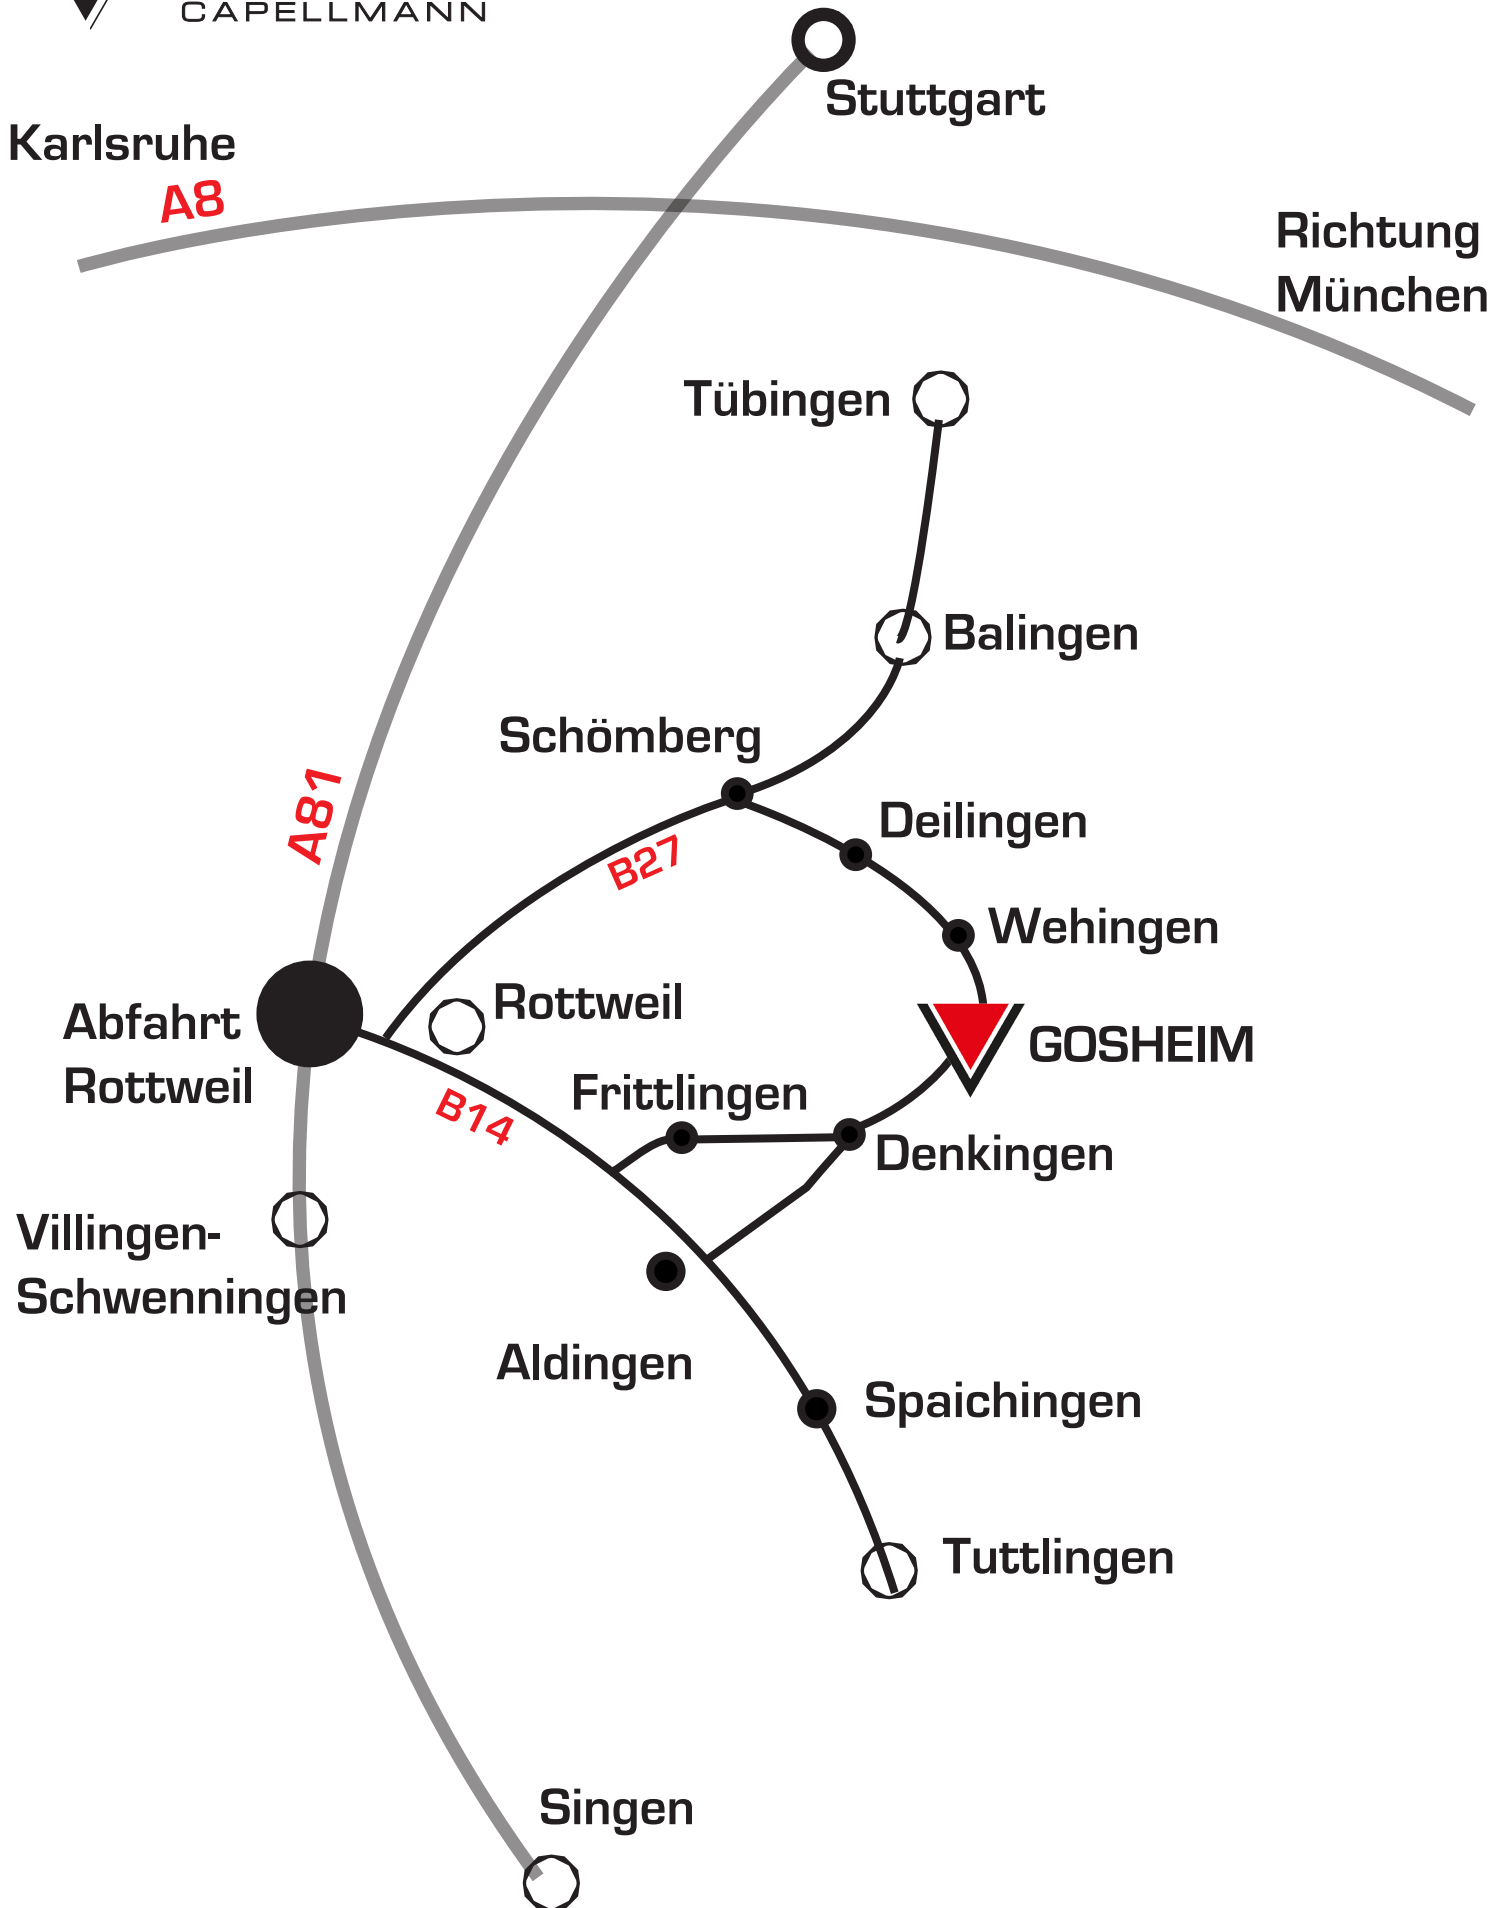 CAPELLMANN
Stuttgart
Karlsruhe
A8
Richtung
München
Tübingen
Balingen
Schömberg
A81
Deilingen
B27
Wehingen
Rottweil
Abfahrt
Rottweil
GOSHEIM
Frittlingen
B14
Denkingen
Villingen-
Schwenningen
Aldingen
Spaichingen
Tuttlingen
Singen